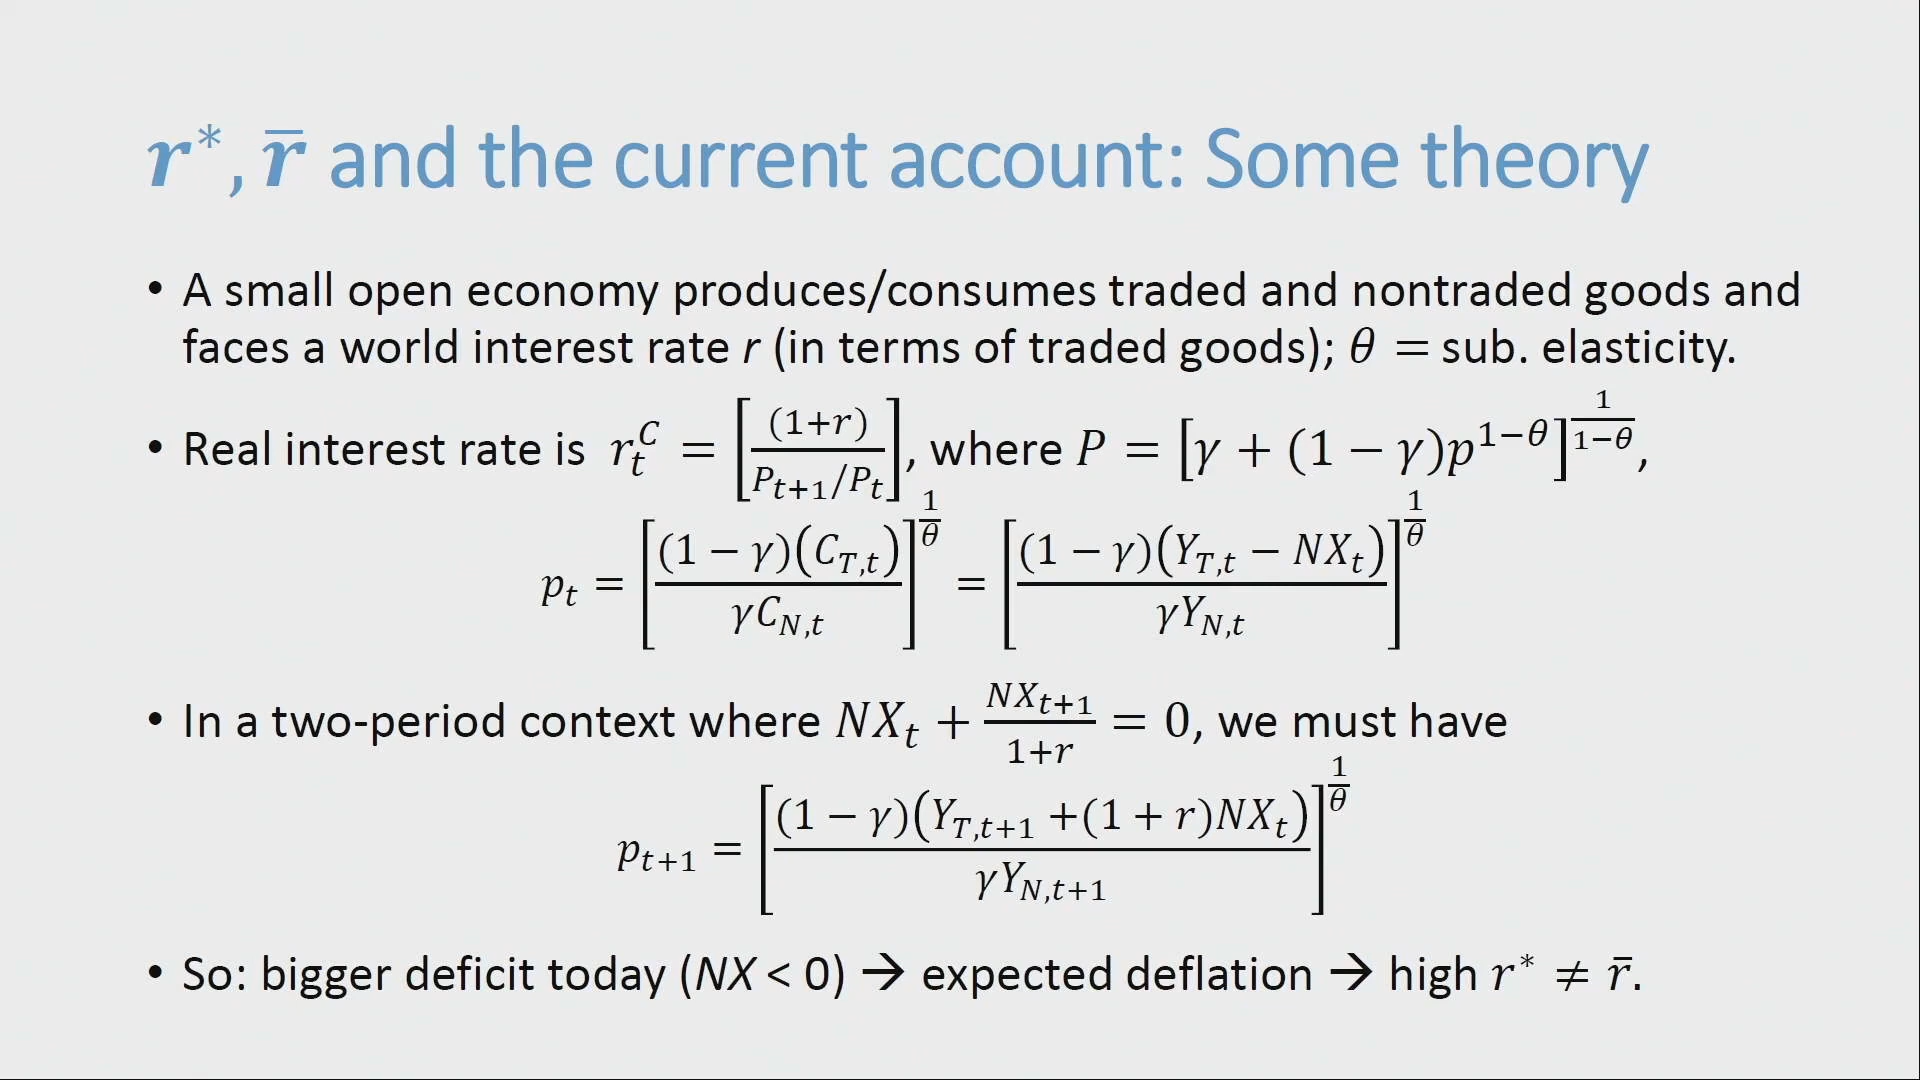 r*, r̄ and the current account: Some theory
• A small open economy produces/consumes traded and nontraded goods and
faces a world interest rate r (in terms of traded goods); θ = sub. elasticity.
• Real interest rate is r_t^C = [(1+r) / (P_{t+1}/P_t)], where P = [γ + (1 − γ)p^{1−θ}]^{1/(1−θ)},
p_t = [(1 − γ)(C_{T,t}) / γC_{N,t}]^{1/θ} = [(1 − γ)(Y_{T,t} − NX_t) / γY_{N,t}]^{1/θ}
• In a two-period context where NX_t + NX_{t+1}/(1+r) = 0, we must have
p_{t+1} = [(1 − γ)(Y_{T,t+1} +(1 + r)NX_t) / γY_{N,t+1}]^{1/θ}
• So: bigger deficit today (NX < 0) → expected deflation → high r* ≠ r̄.